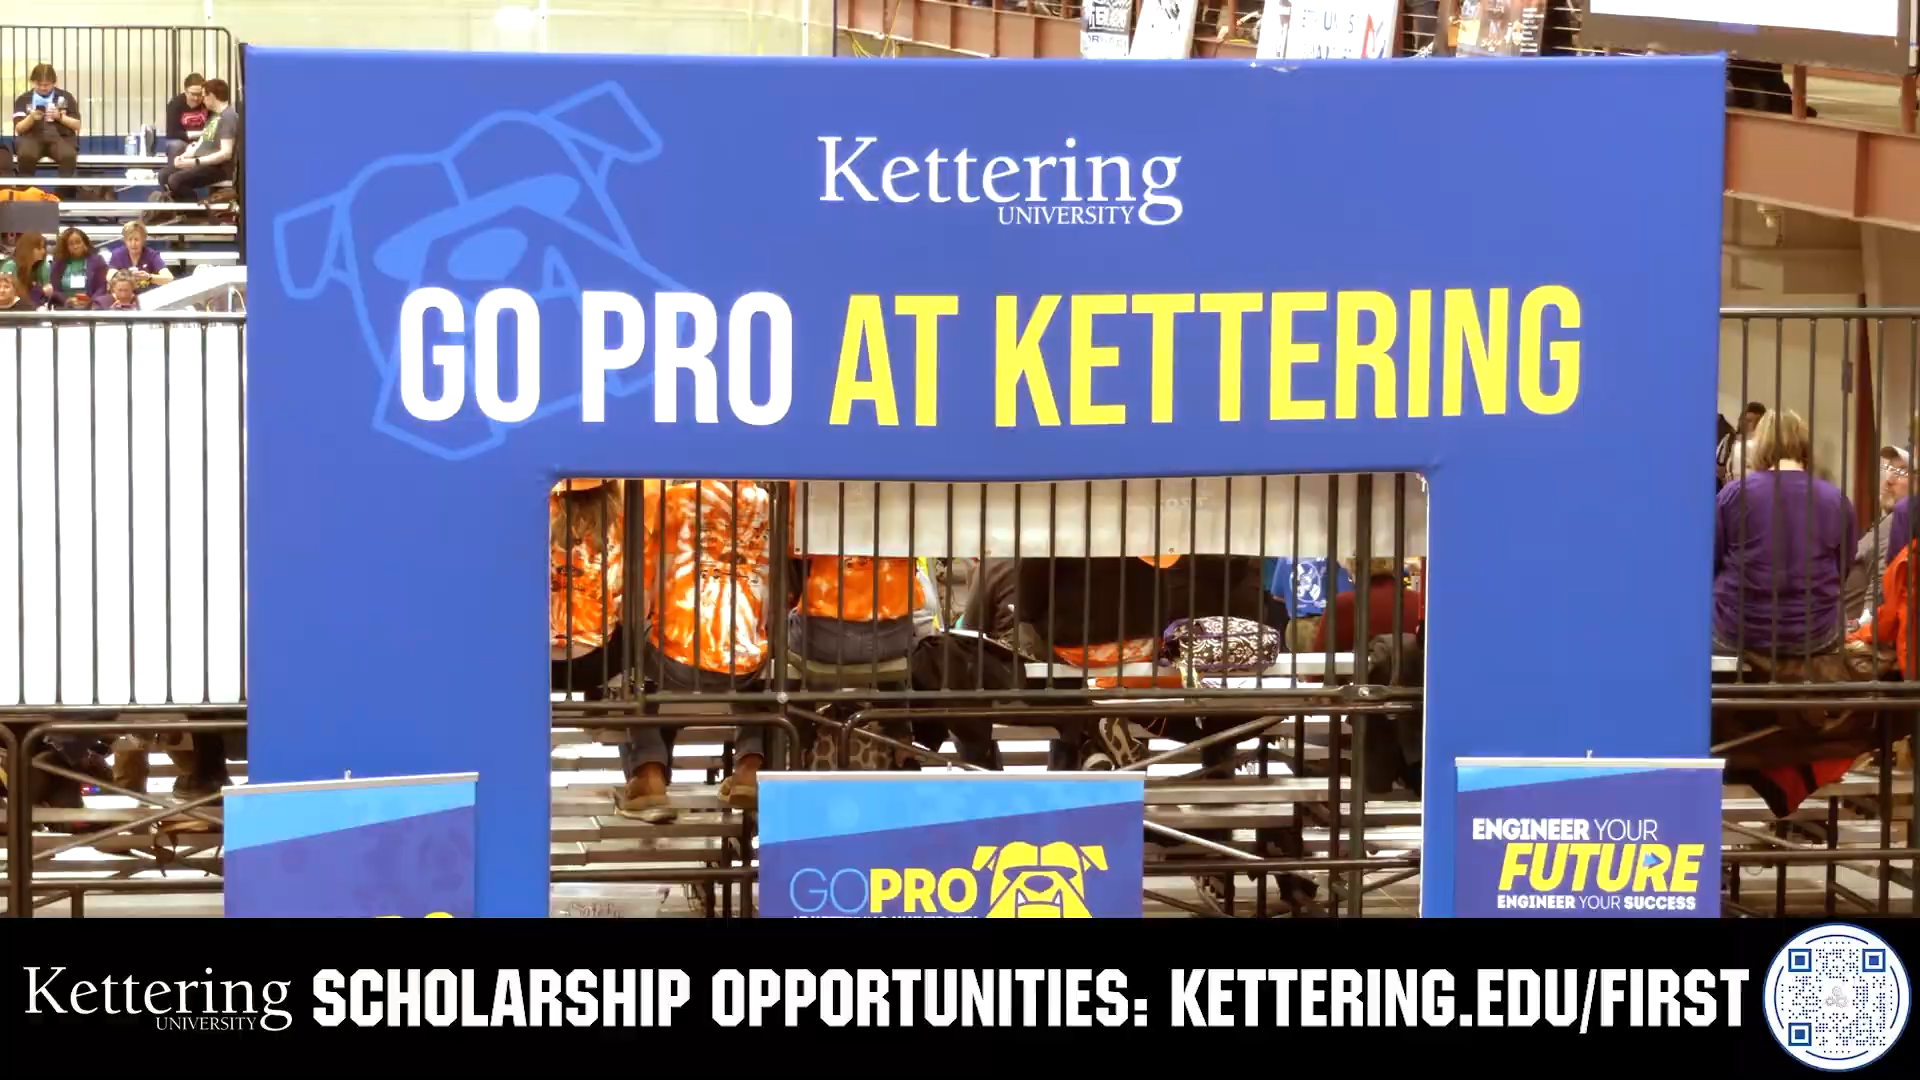 Kettering
UNIVERSITY
GO PRO AT KETTERING
GOPRO
ENGINEER YOUR
FUTURE
ENGINEER YOUR SUCCESS
Kettering
UNIVERSITY
SCHOLARSHIP OPPORTUNITIES: KETTERING.EDU/FIRST